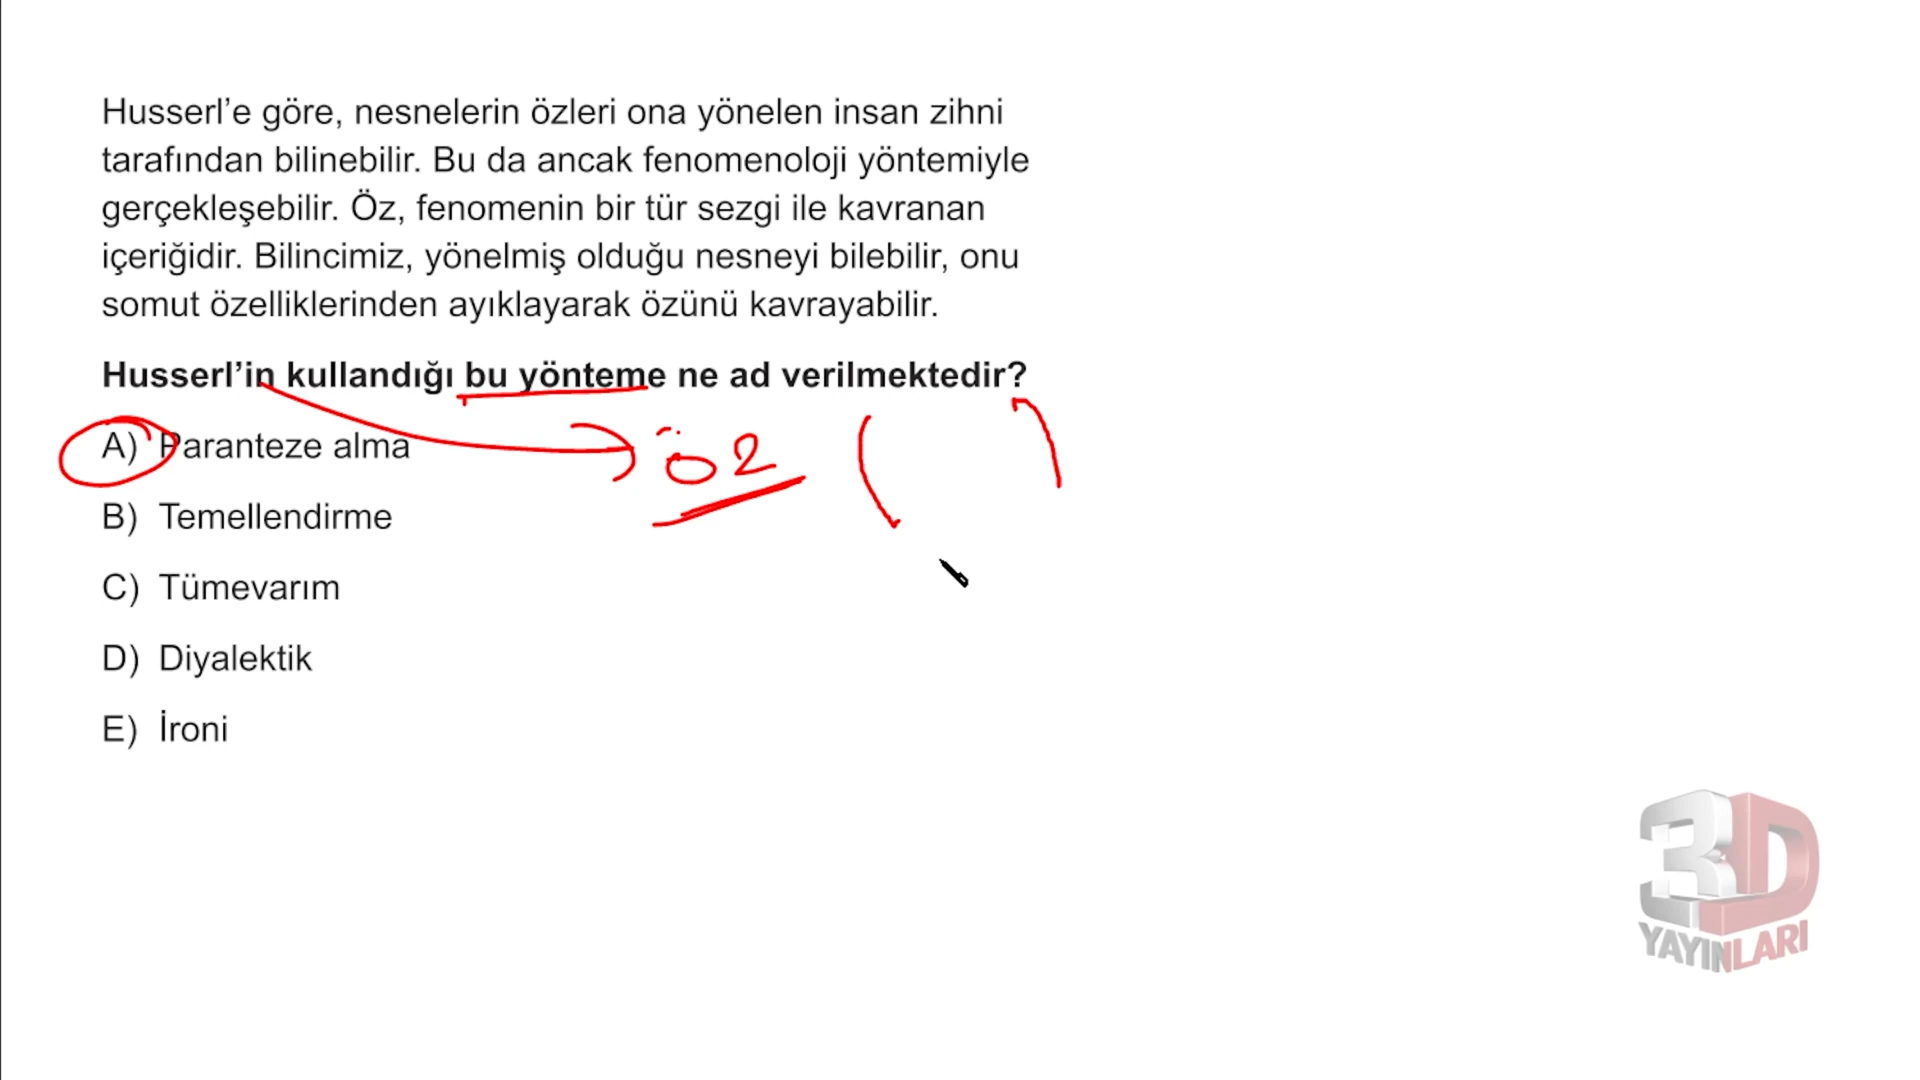 Husserl’e göre, nesnelerin özleri ona yönelen insan zihni
tarafından bilinebilir. Bu da ancak fenomenoloji yöntemiyle
gerçekleşebilir. Öz, fenomenin bir tür sezgi ile kavranan
içeriğidir. Bilincimiz, yönelmiş olduğu nesneyi bilebilir, onu
somut özelliklerinden ayıklayarak özünü kavrayabilir.
Husserl’in kullandığı bu yönteme ne ad verilmektedir?
A) Paranteze alma
öz ( )
B) Temellendirme
C) Tümevarım
D) Diyalektik
E) İroni
3D
YAYINLARI